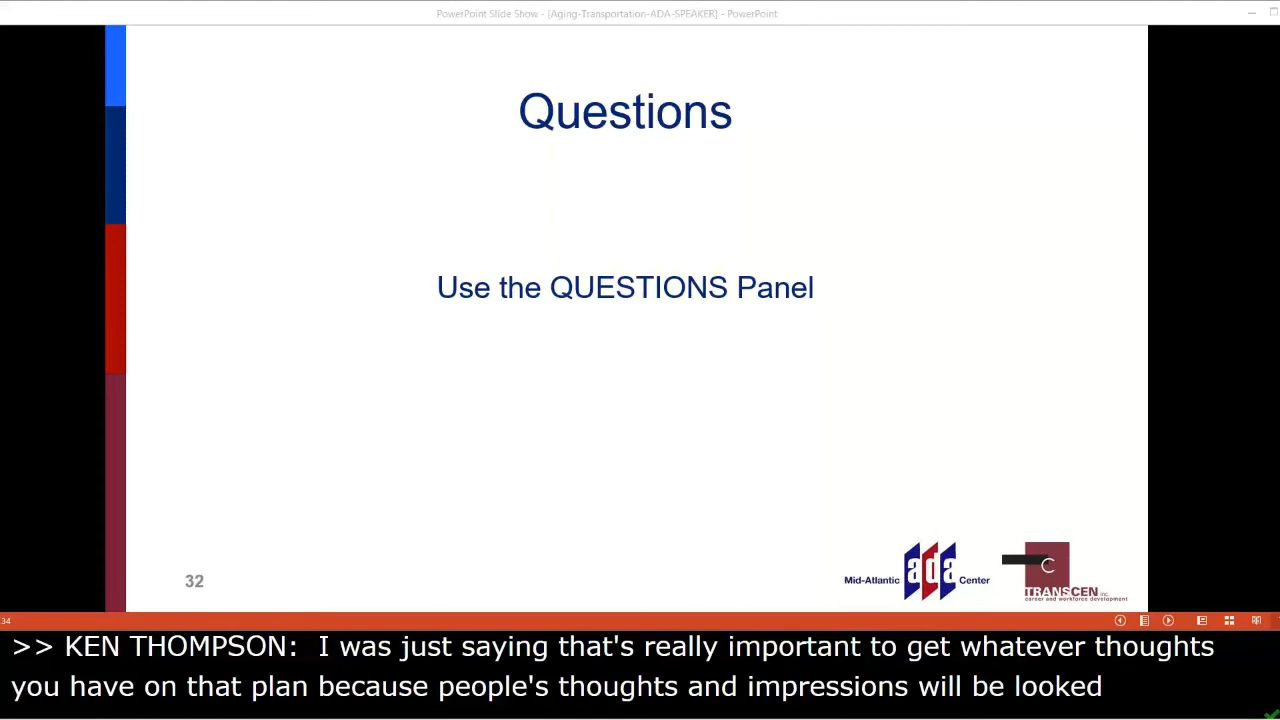 PowerPoint Slide Show - [Aging-Transportation-ADA-SPEAKER] - PowerPoint
Questions
Use the QUESTIONS Panel
32
Mid-Atlantic ada Center
C
TRANSCEN inc.
career and workforce development
34
>> KEN THOMPSON:  I was just saying that's really important to get whatever thoughts
you have on that plan because people's thoughts and impressions will be looked